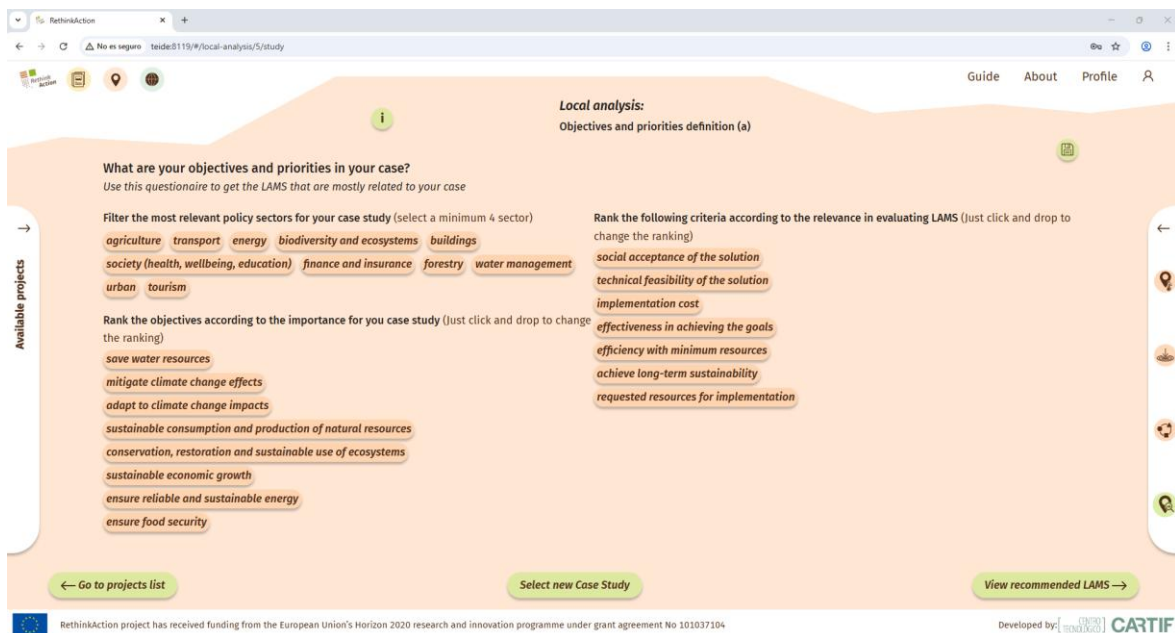 RethinkAction
No es seguro teide:8119/#/local-analysis/5/study
Rethink
Action
Guide About Profile
Local analysis:
Objectives and priorities definition (a)
i
What are your objectives and priorities in your case?
Use this questionaire to get the LAMS that are mostly related to your case
Filter the most relevant policy sectors for your case study (select a minimum 4 sector)
agriculture transport energy biodiversity and ecosystems buildings
society (health, wellbeing, education) finance and insurance forestry water management
urban tourism
Rank the objectives according to the importance for you case study (Just click and drop to change
the ranking)
save water resources
mitigate climate change effects
adapt to climate change impacts
sustainable consumption and production of natural resources
conservation, restoration and sustainable use of ecosystems
sustainable economic growth
ensure reliable and sustainable energy
ensure food security
Rank the following criteria according to the relevance in evaluating LAMS (Just click and drop to
change the ranking)
social acceptance of the solution
technical feasibility of the solution
implementation cost
effectiveness in achieving the goals
efficiency with minimum resources
achieve long-term sustainability
requested resources for implementation
Available projects
Go to projects list
Select new Case Study
View recommended LAMS
RethinkAction project has received funding from the European Union's Horizon 2020 research and innovation programme under grant agreement No 101037104
Developed by: CENTRO TECNOLÓGICO CARTIF